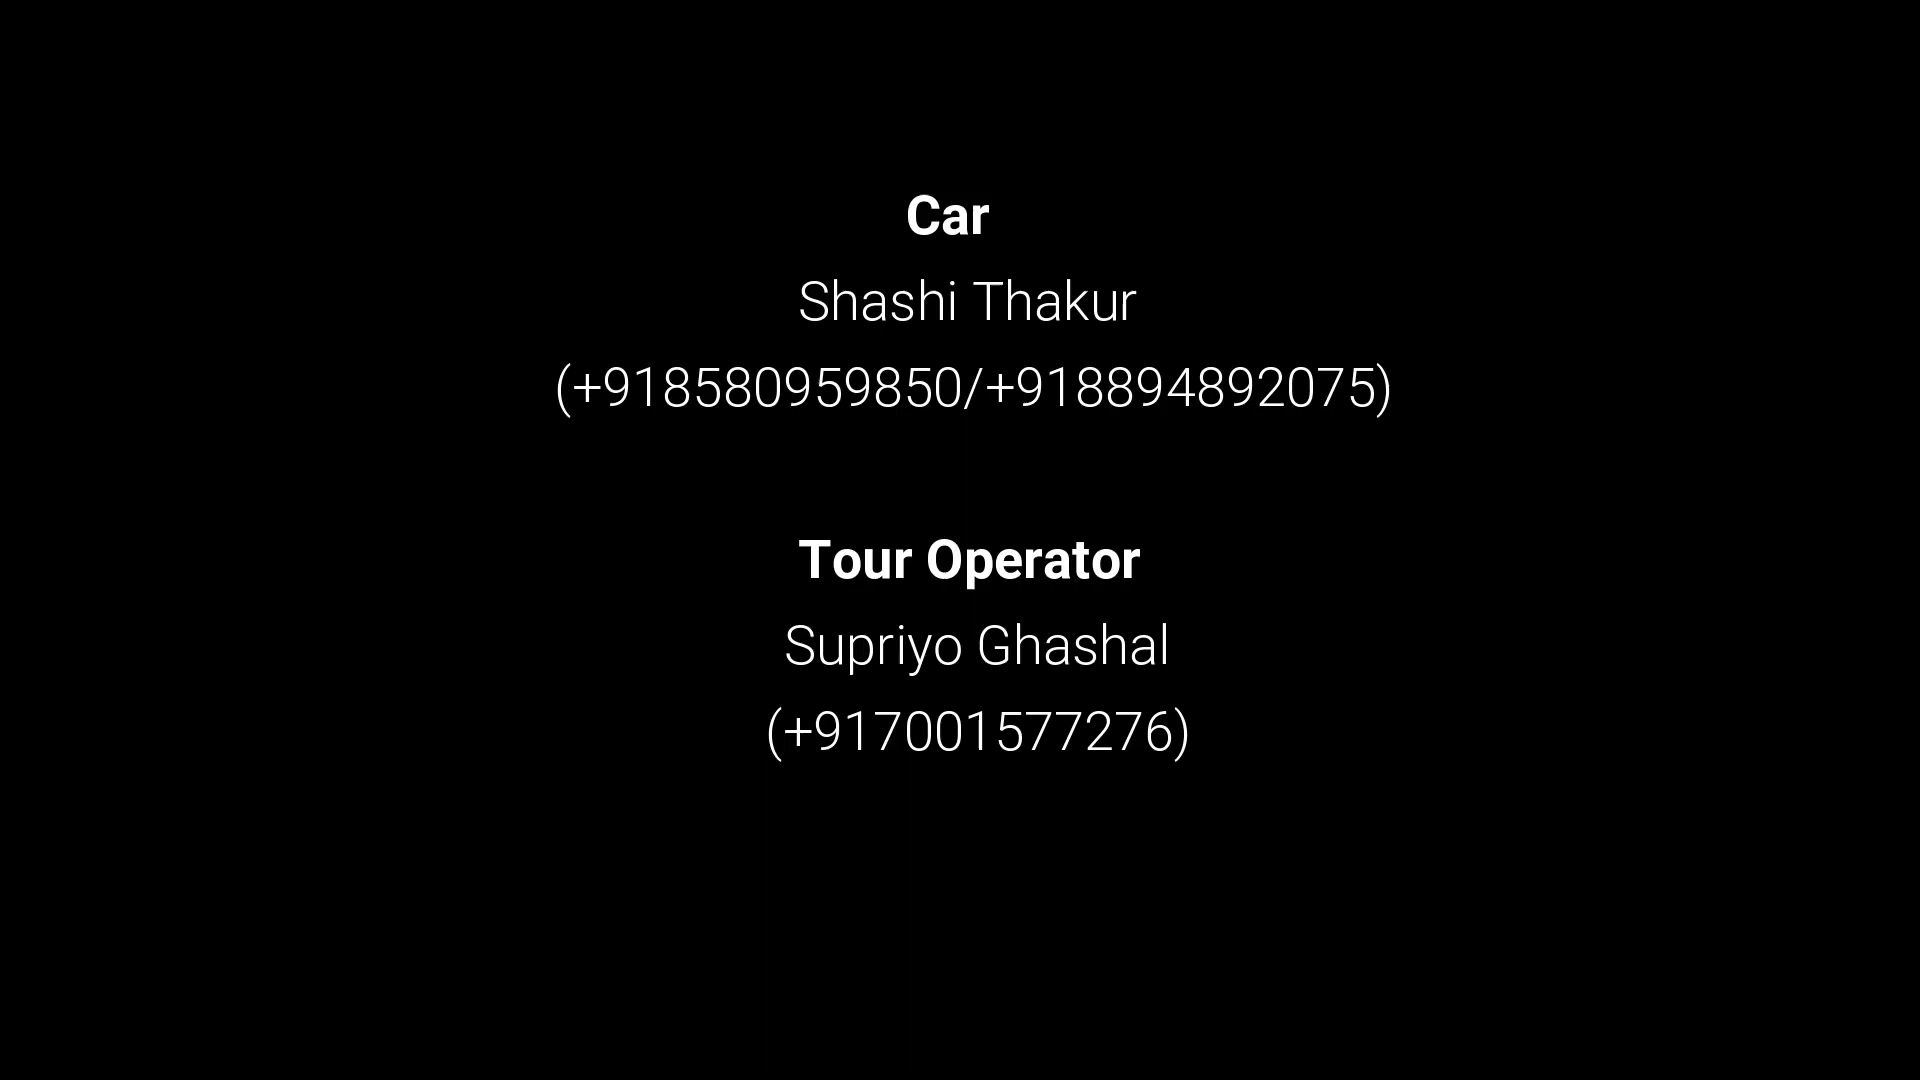 Car
Shashi Thakur
(+918580959850/+918894892075)
Tour Operator
Supriyo Ghashal
(+917001577276)